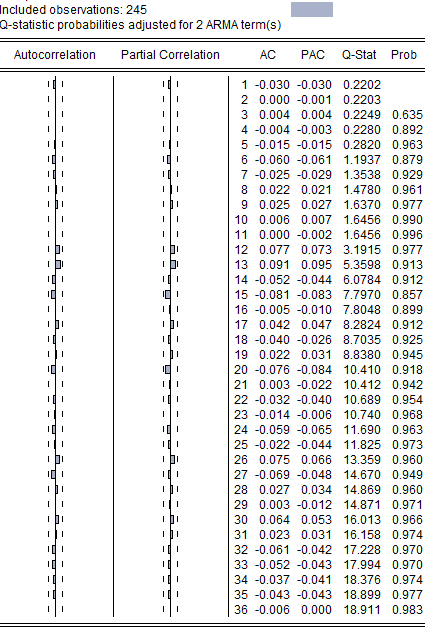 Included observations: 245
Q-statistic probabilities adjusted for 2 ARMA term(s)
Autocorrelation Partial Correlation AC PAC Q-Stat Prob
1 -0.030 -0.030 0.2202
2 0.000 -0.001 0.2203
3 0.004 0.004 0.2249 0.635
4 -0.004 -0.003 0.2280 0.892
5 -0.015 -0.015 0.2820 0.963
6 -0.060 -0.061 1.1937 0.879
7 -0.025 -0.029 1.3538 0.929
8 0.022 0.021 1.4780 0.961
9 0.025 0.027 1.6370 0.977
10 0.006 0.007 1.6456 0.990
11 0.000 -0.002 1.6456 0.996
12 0.077 0.073 3.1915 0.977
13 0.091 0.095 5.3598 0.913
14 -0.052 -0.044 6.0784 0.912
15 -0.081 -0.083 7.7970 0.857
16 -0.005 -0.010 7.8048 0.899
17 0.042 0.047 8.2824 0.912
18 -0.040 -0.026 8.7035 0.925
19 0.022 0.031 8.8380 0.945
20 -0.076 -0.084 10.410 0.918
21 0.003 -0.022 10.412 0.942
22 -0.032 -0.040 10.689 0.954
23 -0.014 -0.006 10.740 0.968
24 -0.059 -0.065 11.690 0.963
25 -0.022 -0.044 11.825 0.973
26 0.075 0.066 13.359 0.960
27 -0.069 -0.048 14.670 0.949
28 0.027 0.034 14.869 0.960
29 0.003 -0.012 14.871 0.971
30 0.064 0.053 16.013 0.966
31 0.023 0.031 16.158 0.974
32 -0.061 -0.042 17.228 0.970
33 -0.052 -0.043 17.994 0.970
34 -0.037 -0.041 18.376 0.974
35 -0.043 -0.043 18.899 0.977
36 -0.006 0.000 18.911 0.983